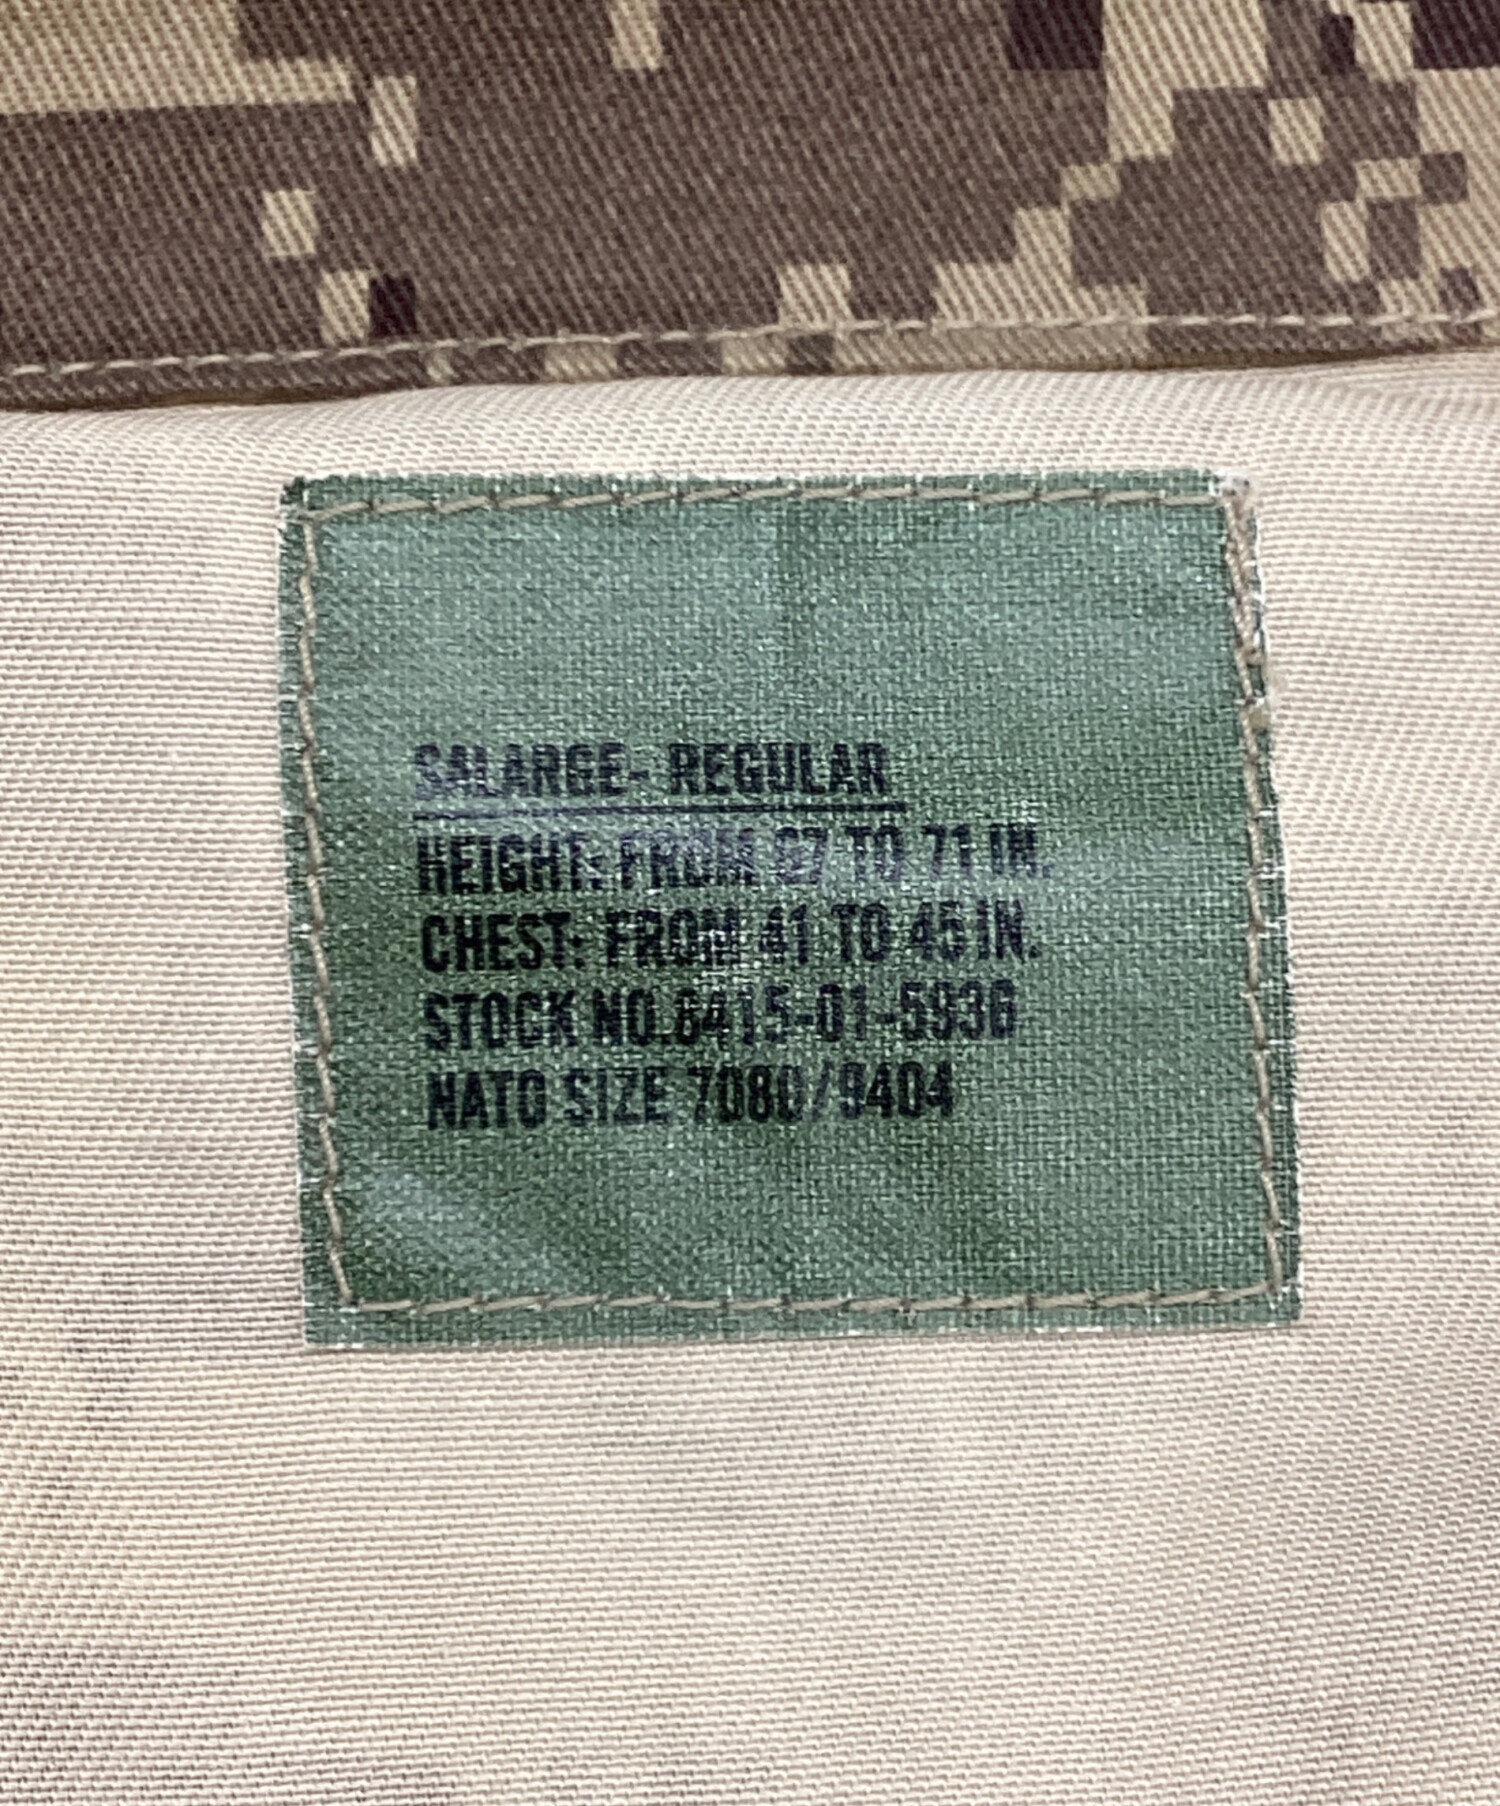 SALARGE- REGULAR
HEIGHT: FROM 67 TO 71 IN.
CHEST: FROM 41 TO 45 IN.
STOCK NO.8415-01-5936
NATO SIZE 7080/9404